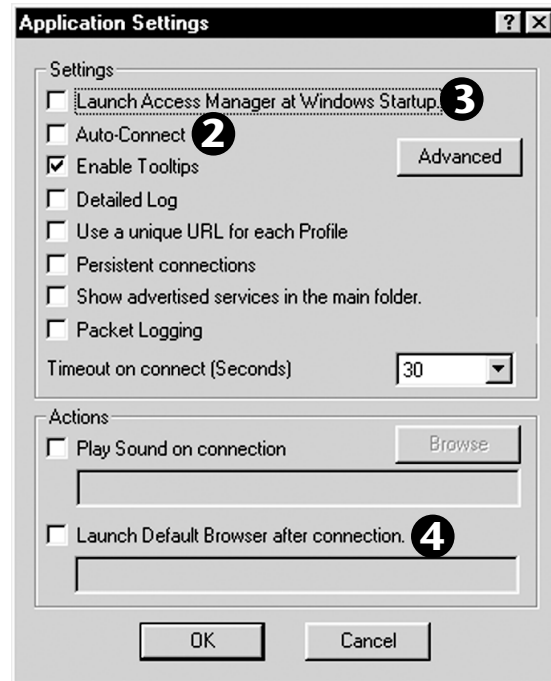 Application Settings ? X
Settings
Launch Access Manager at Windows Startup. 3
Auto-Connect 2
Advanced
Enable Tooltips
Detailed Log
Use a unique URL for each Profile
Persistent connections
Show advertised services in the main folder.
Packet Logging
Timeout on connect (Seconds) 30
Actions
Play Sound on connection Browse
Launch Default Browser after connection. 4
OK Cancel